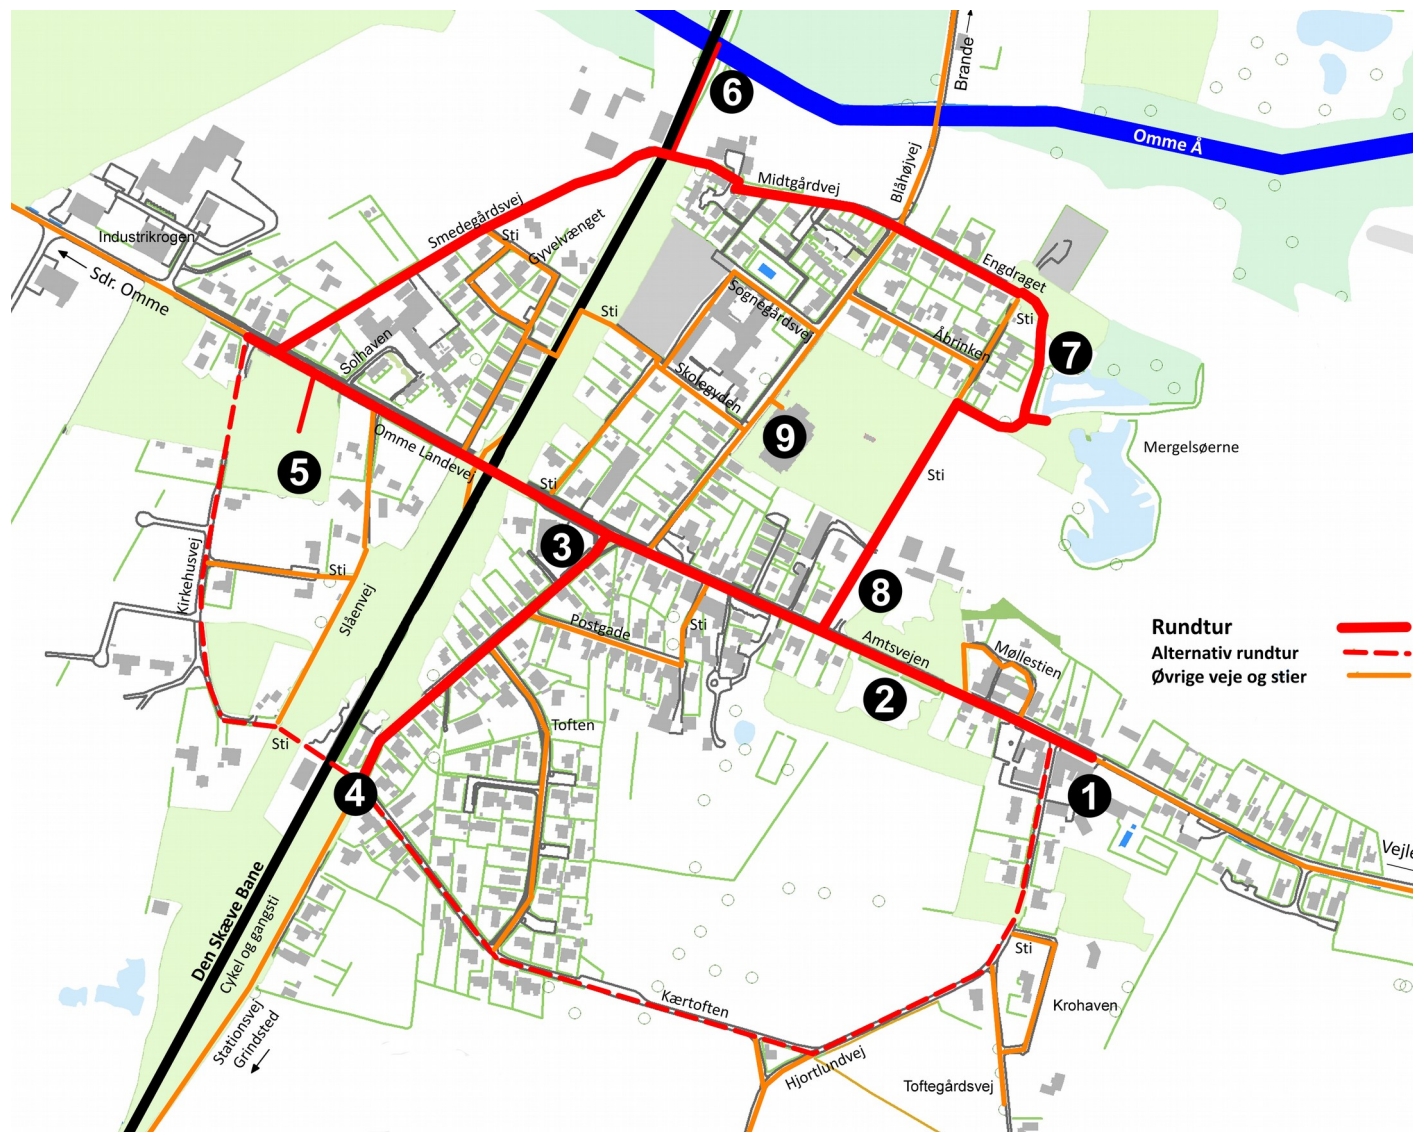 Brande
6
Omme Å
Blåhøjvej
Midtgårdvej
Smedegårdsvej
Sti
Gyvelvænget
Industrikrogen
Sdr. Omme
Engdraget
Sti
Sti
Sognegårdsvej
Åbrinken
7
Solhaven
Skolegyden
9
Omme Landevej
Mergelsøerne
5
Sti
Sti
3
Kirkehusvej
Sti
Slåenvej
8
Postgade
Sti
Amtsvejen
Møllestien
Rundtur
Alternativ rundtur
Øvrige veje og stier
2
Toften
Sti
4
1
Vejle
Den Skæve Bane
Cykel og gangsti
Sti
Kærtoften
Krohaven
Stationsvej
Grindsted
Hjortlundvej
Toftegårdsvej